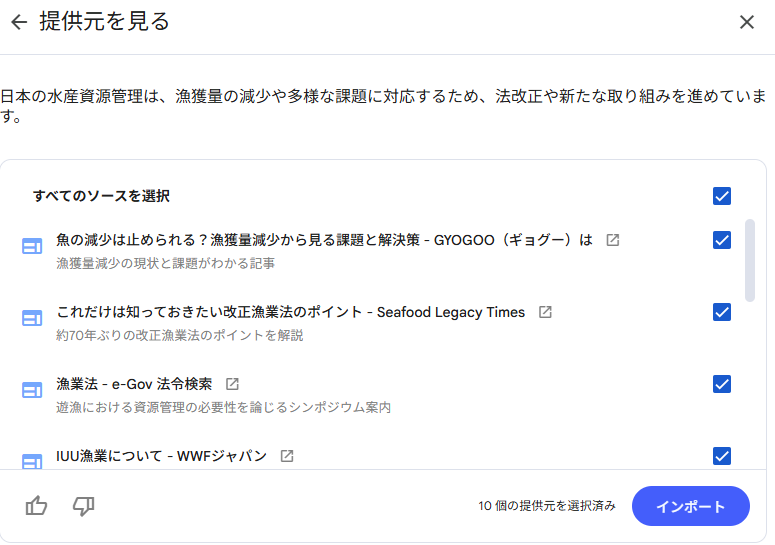 提供元を見る
日本の水産資源管理は、漁獲量の減少や多様な課題に対応するため、法改正や新たな取り組みを進めていま
す。
すべてのソースを選択
魚の減少は止められる？漁獲量減少から見る課題と解決策 - GYOGOO（ギョグー）は
漁獲量減少の現状と課題がわかる記事
これだけは知っておきたい改正漁業法のポイント - Seafood Legacy Times
約70年ぶりの改正漁業法のポイントを解説
漁業法 - e-Gov 法令検索
遊漁における資源管理の必要性を論じるシンポジウム案内
IUU漁業について - WWFジャパン
10 個の提供元を選択済み
インポート